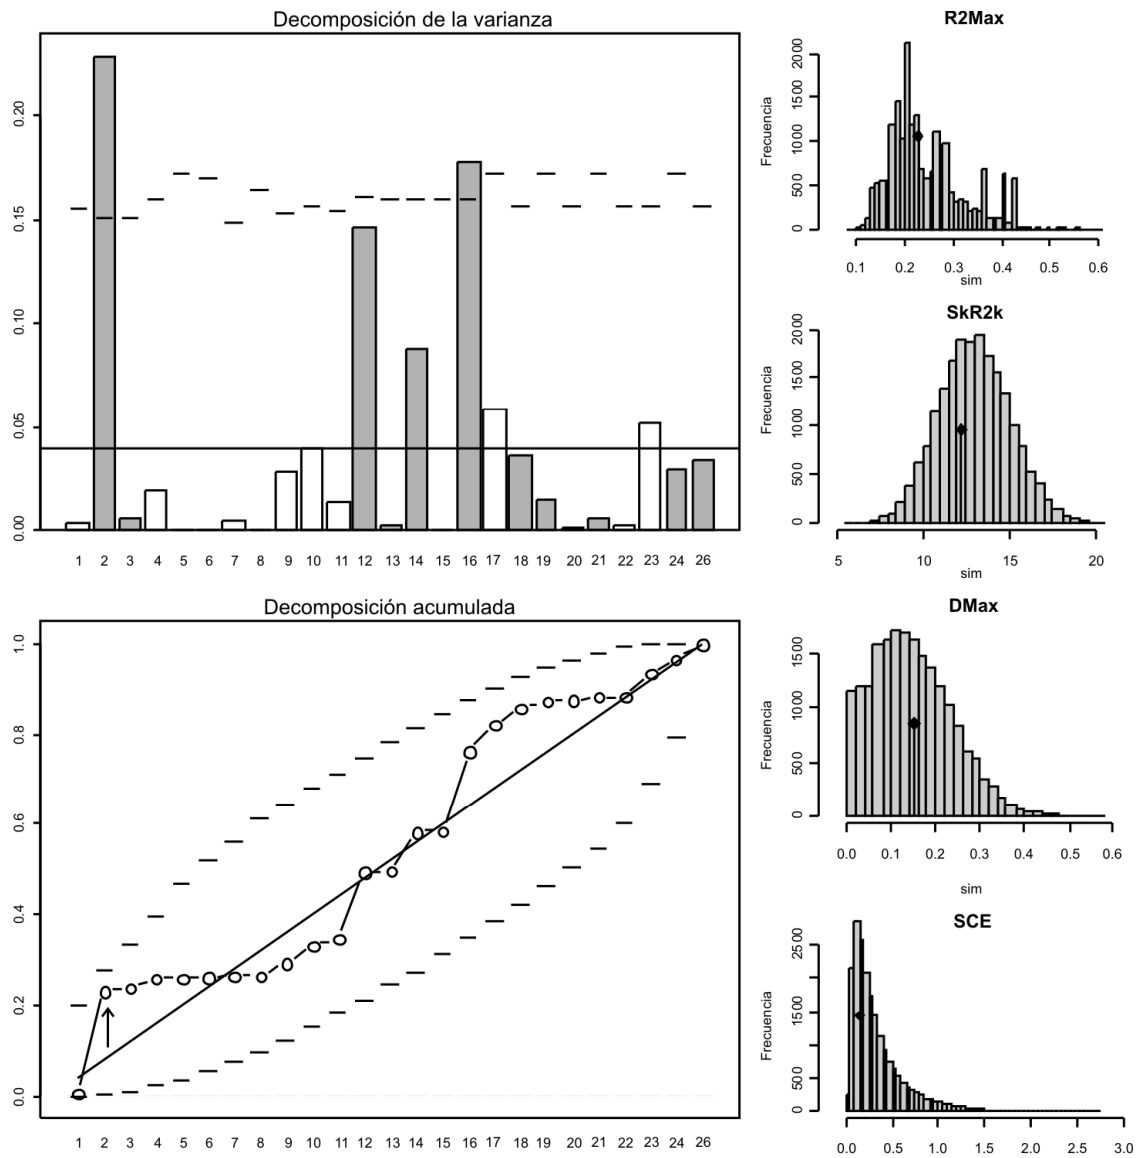 Decomposición de la varianza
0.20
0.15
0.10
0.05
0.00
1 2 3 4 5 6 7 8 9 10 11 12 13 14 15 16 17 18 19 20 21 22 23 24 26
Decomposición acumulada
1.0
0.8
0.6
0.4
0.2
0.0
1 2 3 4 5 6 7 8 9 10 11 12 13 14 15 16 17 18 19 20 21 22 23 24 26
R2Max
Frecuencia
2000
1500
1000
500
0
0.1 0.2 0.3 0.4 0.5 0.6
sim
SkR2k
Frecuencia
2000
1500
1000
500
0
5 10 15 20
sim
DMax
Frecuencia
1500
1000
500
0
0.0 0.1 0.2 0.3 0.4 0.5 0.6
sim
SCE
Frecuencia
2500
1500
500
0
0.0 0.5 1.0 1.5 2.0 2.5 3.0